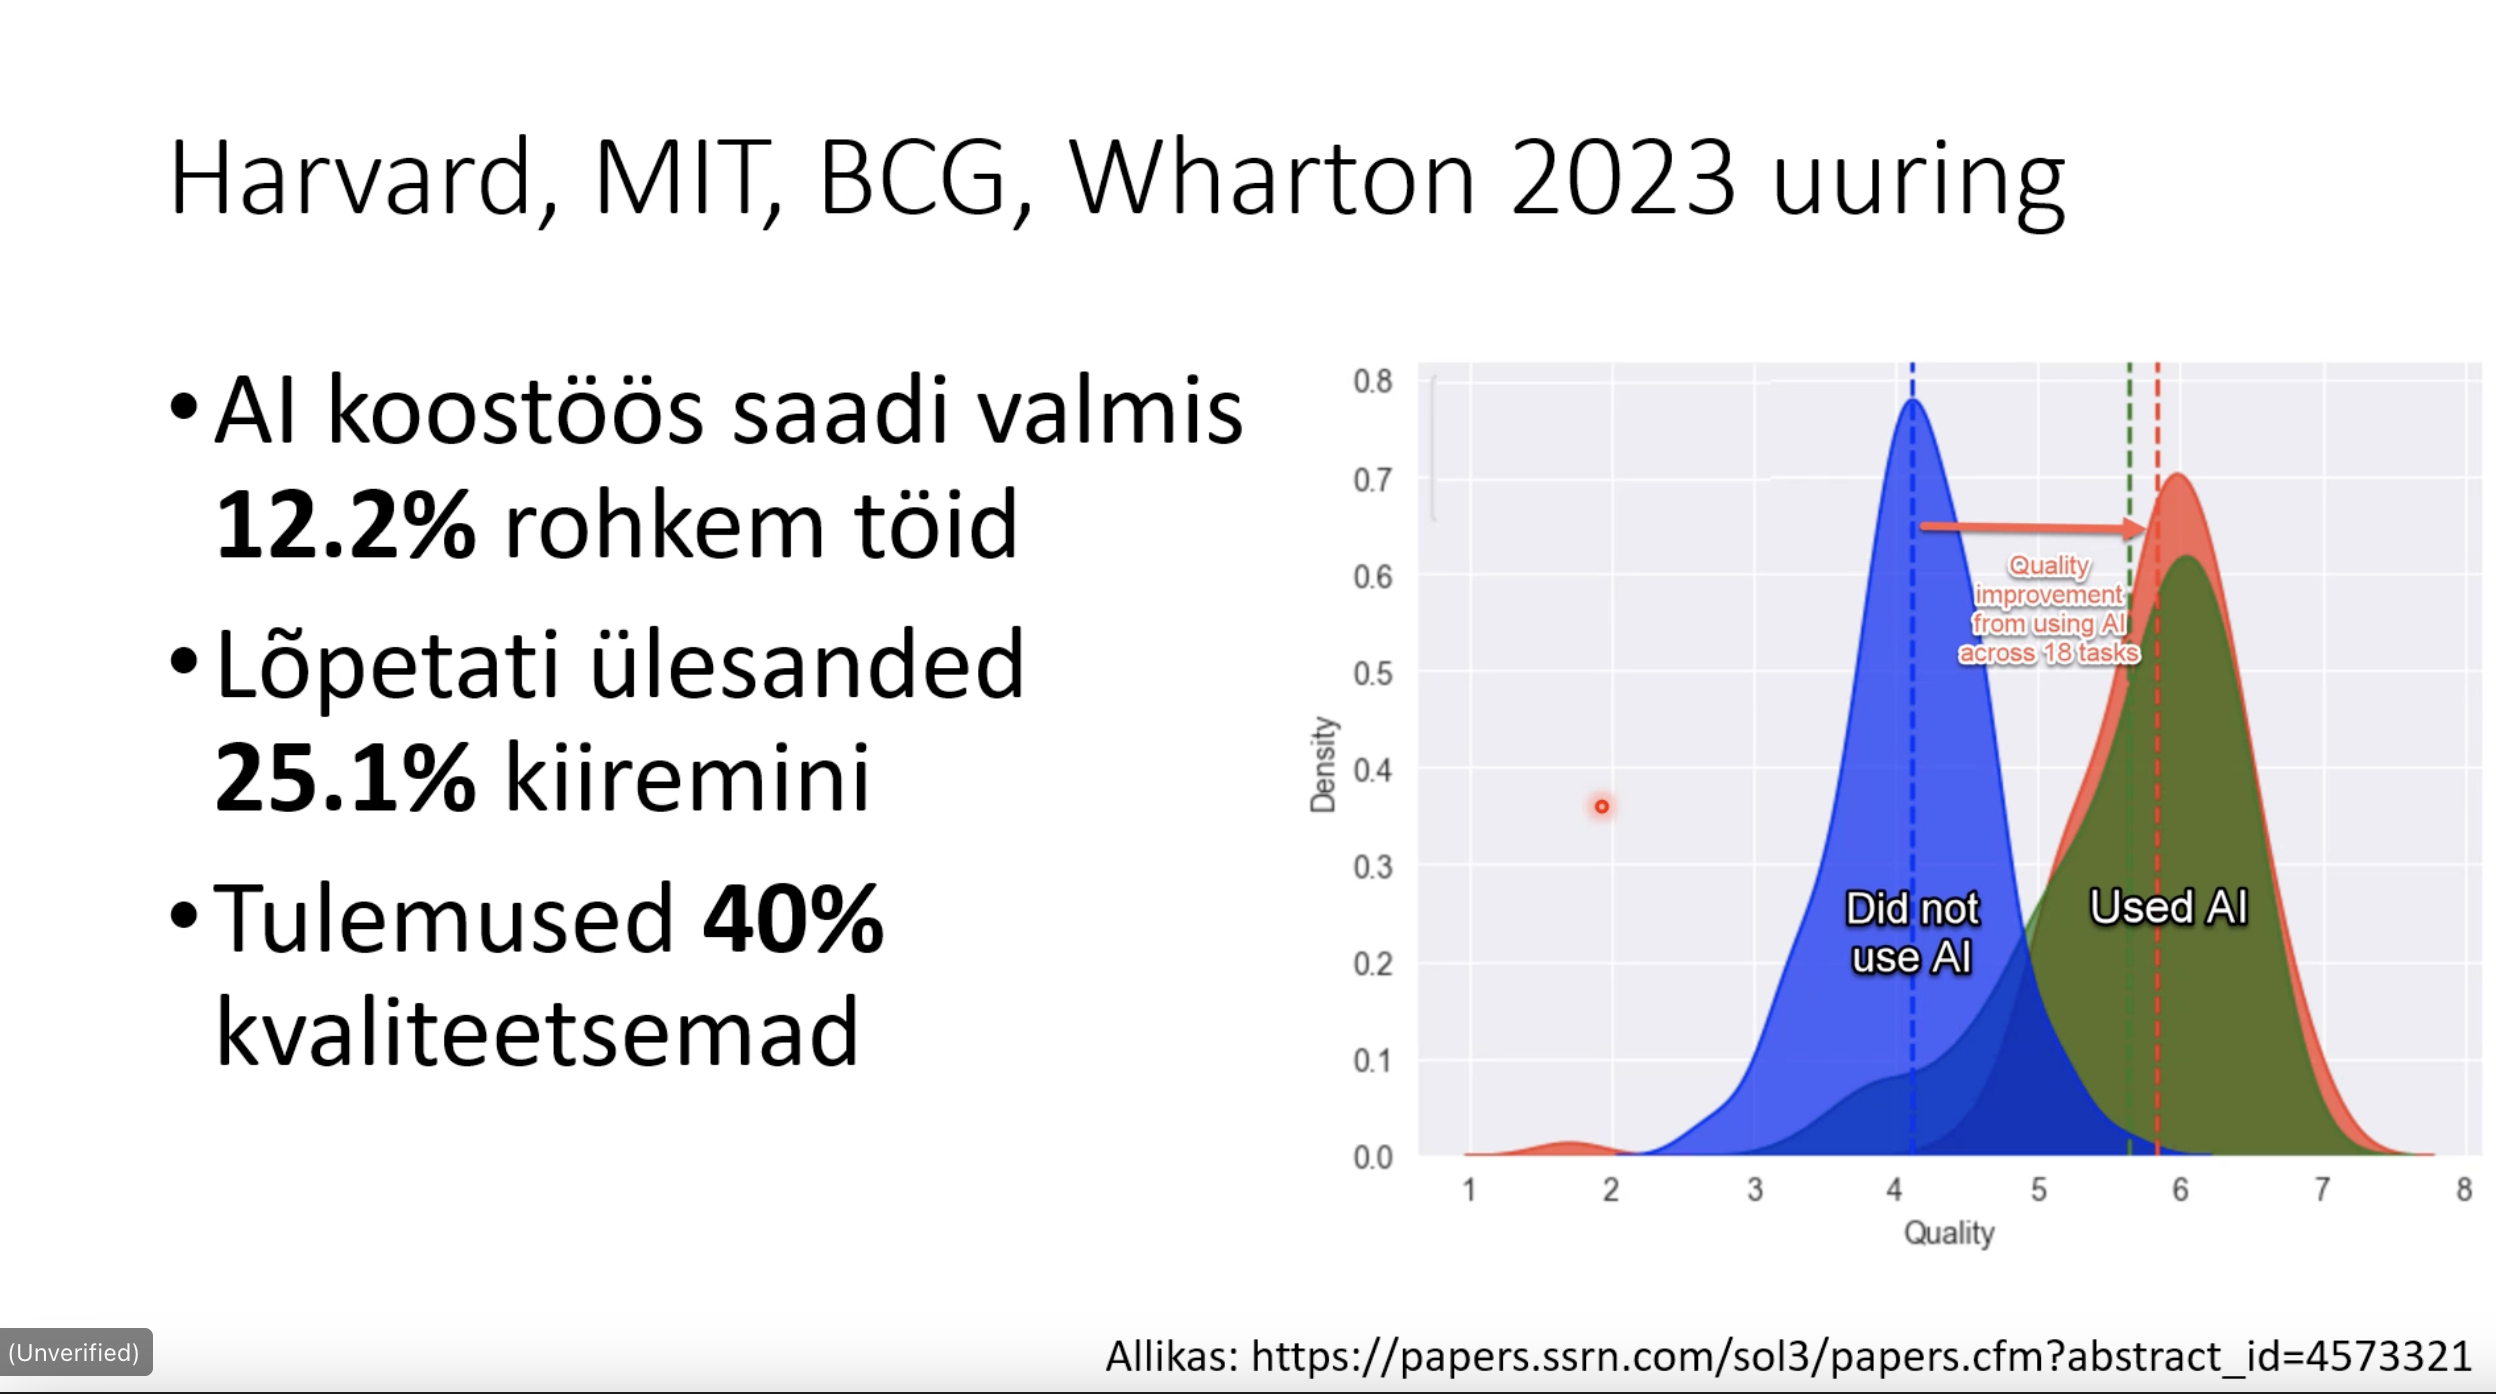 Harvard, MIT, BCG, Wharton 2023 uuring
•AI koostöös saadi valmis
12.2% rohkem töid
•Lõpetati ülesanded
25.1% kiiremini
•Tulemused 40%
kvaliteetsemad
0.8
0.7
0.6
0.5
0.4
0.3
0.2
0.1
0.0
Density
Quality
improvement
from using AI
across 18 tasks
Did not
use AI
Used AI
1 2 3 4 5 6 7 8
Quality
(Unverified)
Allikas: https://papers.ssrn.com/sol3/papers.cfm?abstract_id=4573321